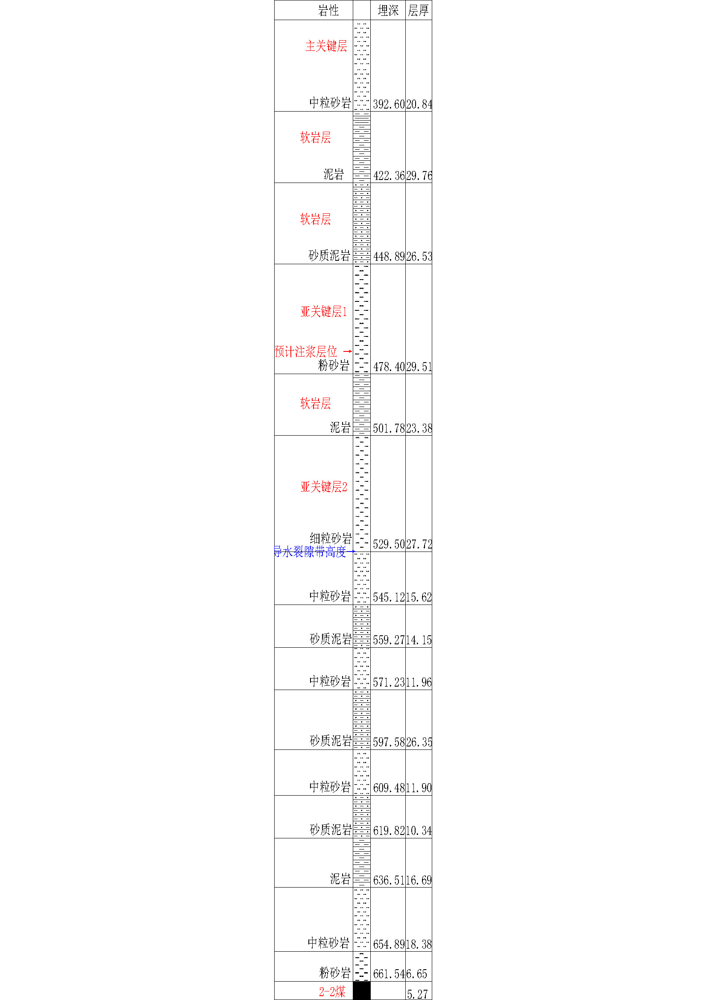 岩性 埋深 层厚
主关键层
中粒砂岩 392.60 20.84
软岩层
泥岩 422.36 29.76
软岩层
砂质泥岩 448.89 26.53
亚关键层1
预计注浆层位 →
粉砂岩 478.40 29.51
软岩层
泥岩 501.78 23.38
亚关键层2
细粒砂岩 529.50 27.72
导水裂隙带高度→
中粒砂岩 545.12 15.62
砂质泥岩 559.27 14.15
中粒砂岩 571.23 11.96
砂质泥岩 597.58 26.35
中粒砂岩 609.48 11.90
砂质泥岩 619.82 10.34
泥岩 636.51 16.69
中粒砂岩 654.89 18.38
粉砂岩 661.54 6.65
2-2煤 5.27